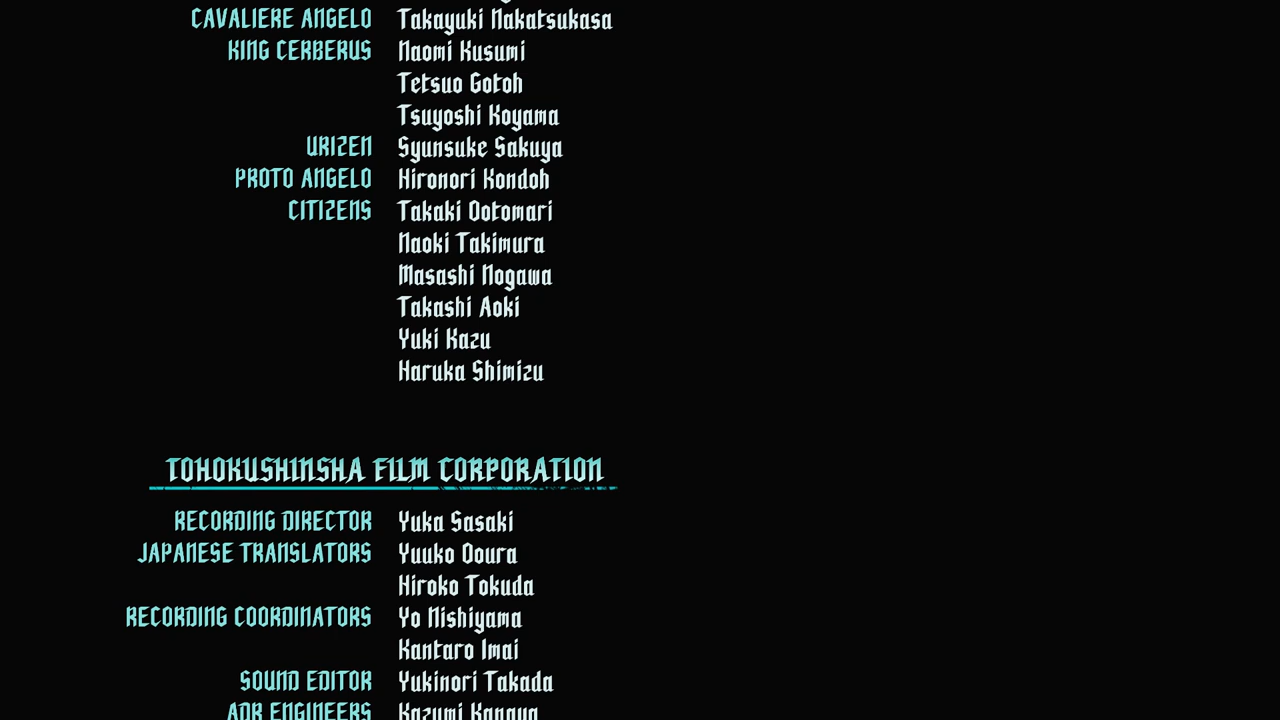 CAVALIERE ANGELO Takayuki Nakatsukasa
KING CERBERUS Naomi Kusumi
Tetsuo Gotoh
Tsuyoshi Koyama
URIZEN Syunsuke Sakuya
PROTO ANGELO Hironori Kondoh
CITIZENS Takaki Ootomari
Naoki Takimura
Masashi Nogawa
Takashi Aoki
Yuki Kazu
Haruka Shimizu
TOHOKUSHINSHA FILM CORPORATION
RECORDING DIRECTOR Yuka Sasaki
JAPANESE TRANSLATORS Yuuko Ooura
Hiroko Tokuda
RECORDING COORDINATORS Yo Nishiyama
Kantaro Imai
SOUND EDITOR Yukinori Takada
ADR ENGINEERS Kazumi Kanaya